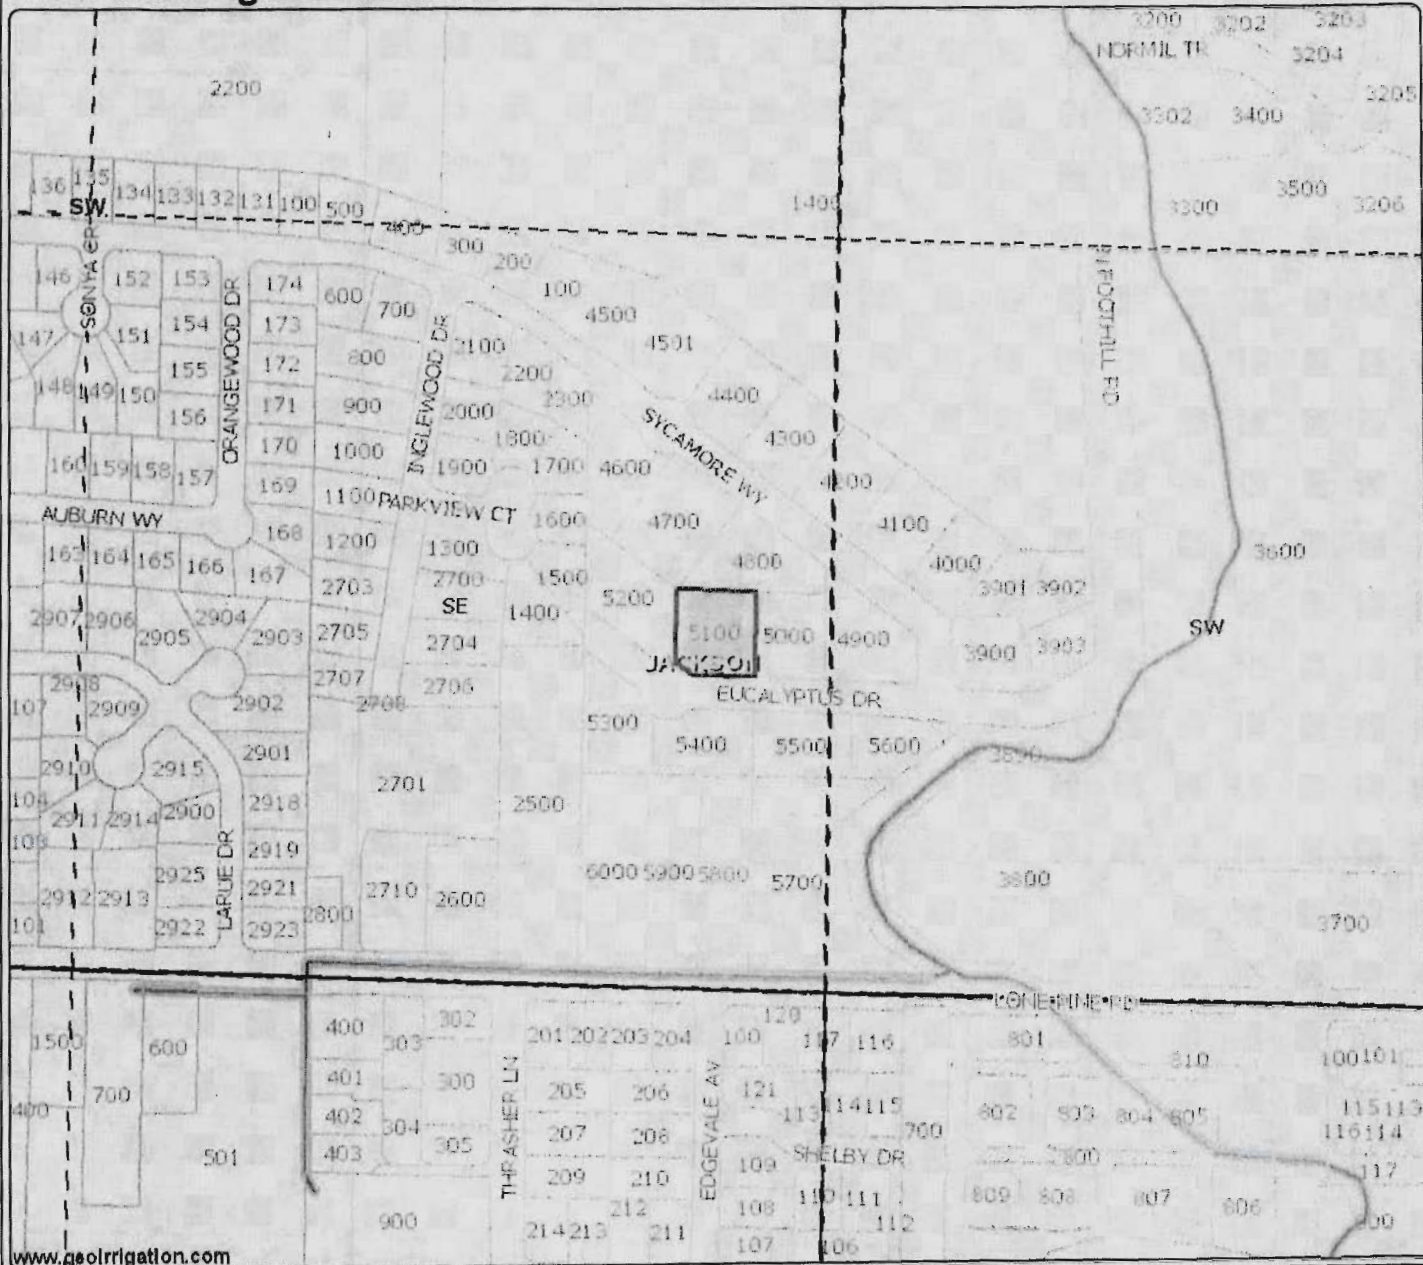 3200 3202 3203
NORMIL TR 3204
2200 3205
3302 3400
136 135 134 133 132 131 100 500 3500
SW 1400 3300 3206
400 300 200
146 152 153 174 600 100
SONYA CR ORANGEWOOD DR 700 4500
147 151 154 173 INGLEWOOD DR 2100 4501 N FOOTHILL RD
155 172 800 2200
148 149 150 171 900 2300 4400
156 2000 SYCAMORE WY
170 1000 1800 4300
160 159 158 157 1900 1700 4600
169 1100 PARKVIEW CT 4200
AUBURN WY 168 1600 4700 4100
163 164 165 166 1200 1300 3600
167 4800 4000
2703 2700 1500 3901 3902
2907 2906 2904 SE 1400 5200
2905 2903 2705 2704 5100 5000 4900 SW
2707 2706 JACKSON 3900 3903
2908 2902 2708 EUCALYPTUS DR
107 2909 5300
2901 5400 5500 5600
2910 2915 2701
104 2918 2500
2911 2914 2900
103 LARUE DR 2919
2925 2921 2710 2600 6000 5900 5800 5700 3800
2912 2913
101 2922 2923 2800 3700
LONE PINE RD
1500 600 400 303 302 201 202 203 204 100 120 117 116 801
810 100 101
401 300 THRASHER LN 205 206 EDGEVALE AV 121
400 700 402 304 207 208 113 114 115 700 802 803 804 805 115 113
116 114
501 403 305 209 210 109 SHELBY DR 800 117
212 108 110 111 809 808 807 806
900 214 213 211 112
107 106
www.geoirrigation.com